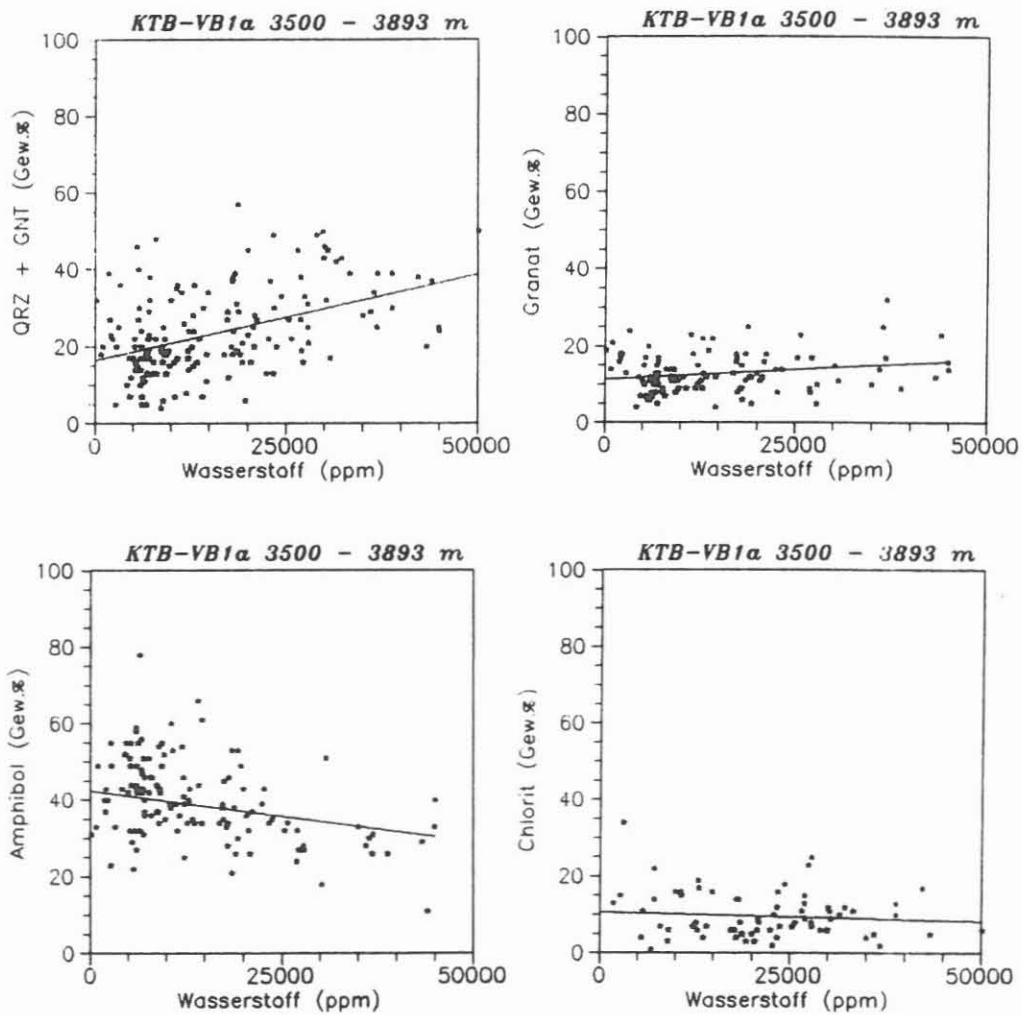 KTB-VB1a 3500 - 3893 m
100
80
60
40
20
0
QRZ + GNT (Gew.%)
0 25000 50000
Wasserstoff (ppm)
KTB-VB1a 3500 - 3893 m
100
80
60
40
20
0
Granat (Gew.%)
0 25000 50000
Wasserstoff (ppm)
KTB-VB1a 3500 - 3893 m
100
80
60
40
20
0
Amphibol (Gew.%)
0 25000 50000
Wasserstoff (ppm)
KTB-VB1a 3500 - 3893 m
100
80
60
40
20
0
Chlorit (Gew.%)
0 25000 50000
Wasserstoff (ppm)